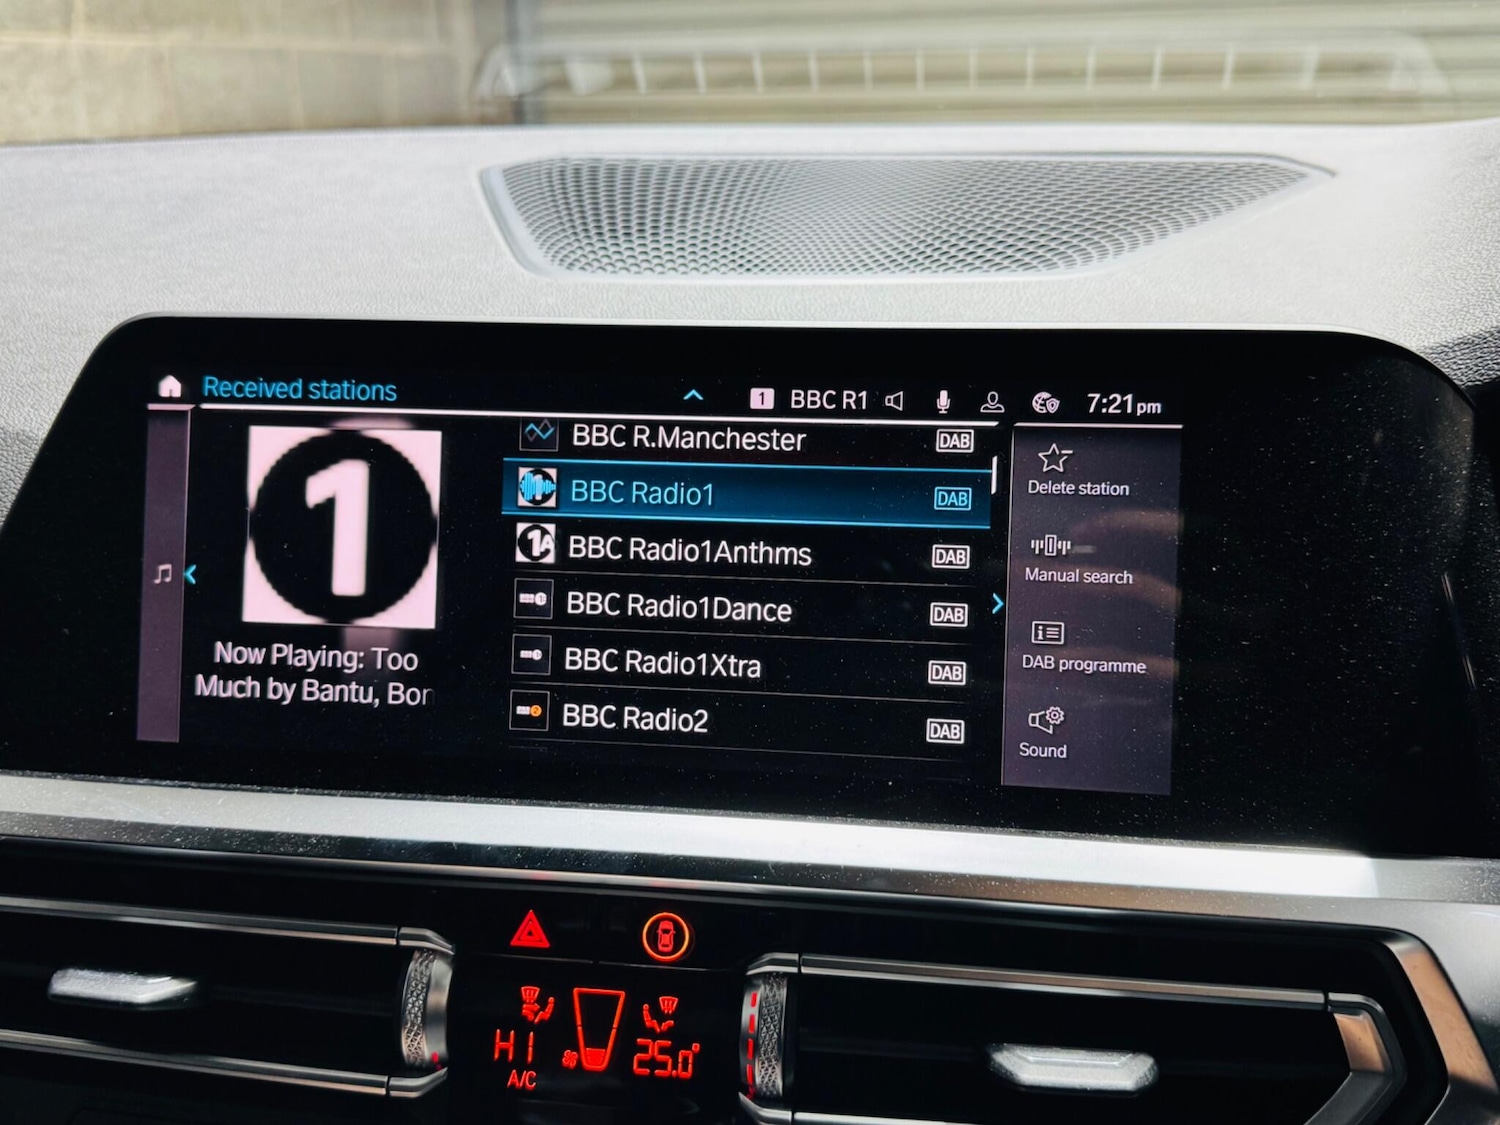 Received stations
1 BBC R1 7:21pm
1
Now Playing: Too
Much by Bantu, Bon
BBC R.Manchester DAB
BBC Radio1 DAB
1A BBC Radio1Anthms DAB
BBC Radio1Dance DAB
BBC Radio1Xtra DAB
BBC Radio2 DAB
Delete station
Manual search
DAB programme
Sound
HI
A/C
25.0°